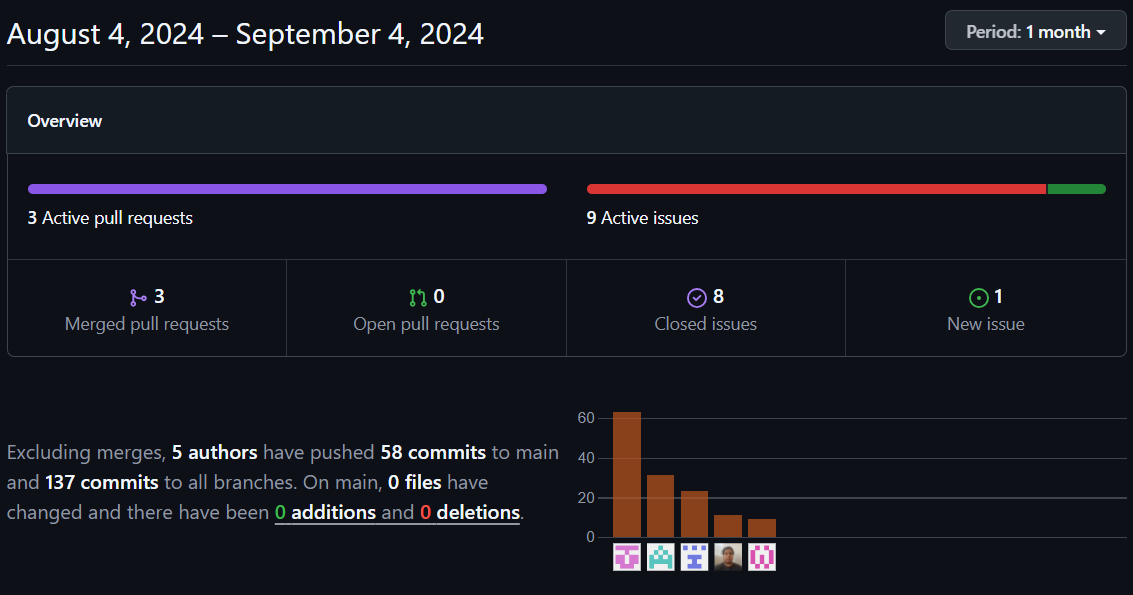 August 4, 2024 – September 4, 2024
Period: 1 month
Overview
3 Active pull requests
9 Active issues
3
Merged pull requests
0
Open pull requests
8
Closed issues
1
New issue
Excluding merges, 5 authors have pushed 58 commits to main
and 137 commits to all branches. On main, 0 files have
changed and there have been 0 additions and 0 deletions.
60
40
20
0